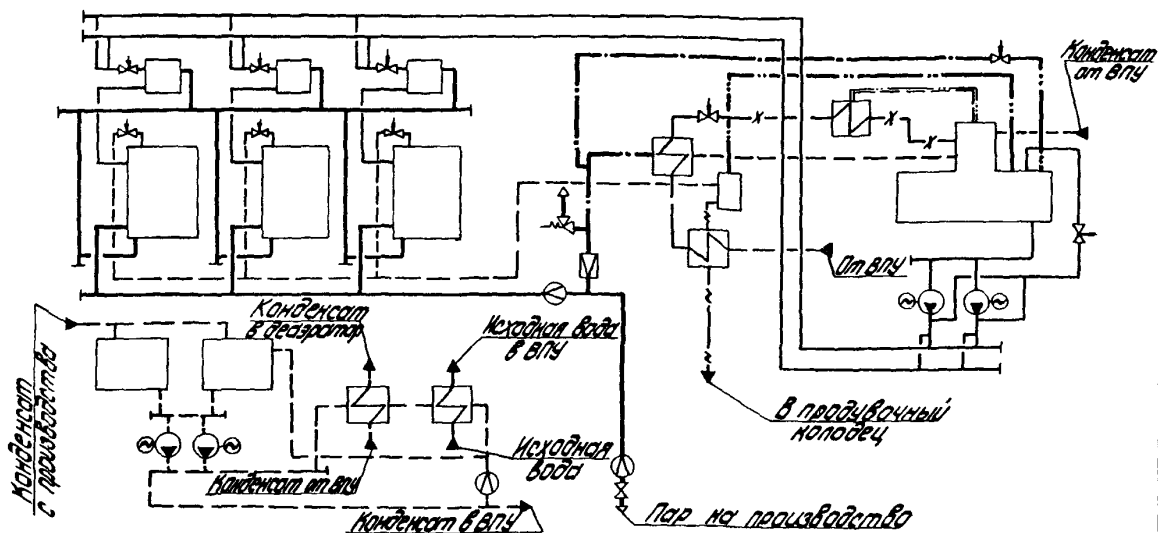 Конденсат
от ВПУ
От ВПУ
Конденсат
в деаэратор
Исходная вода
в ВПУ
Конденсат
с производства
В продувачный
колодец
Исходная
вода
Конденсат от ВПУ
Конденсат в ВПУ
Пар на производство